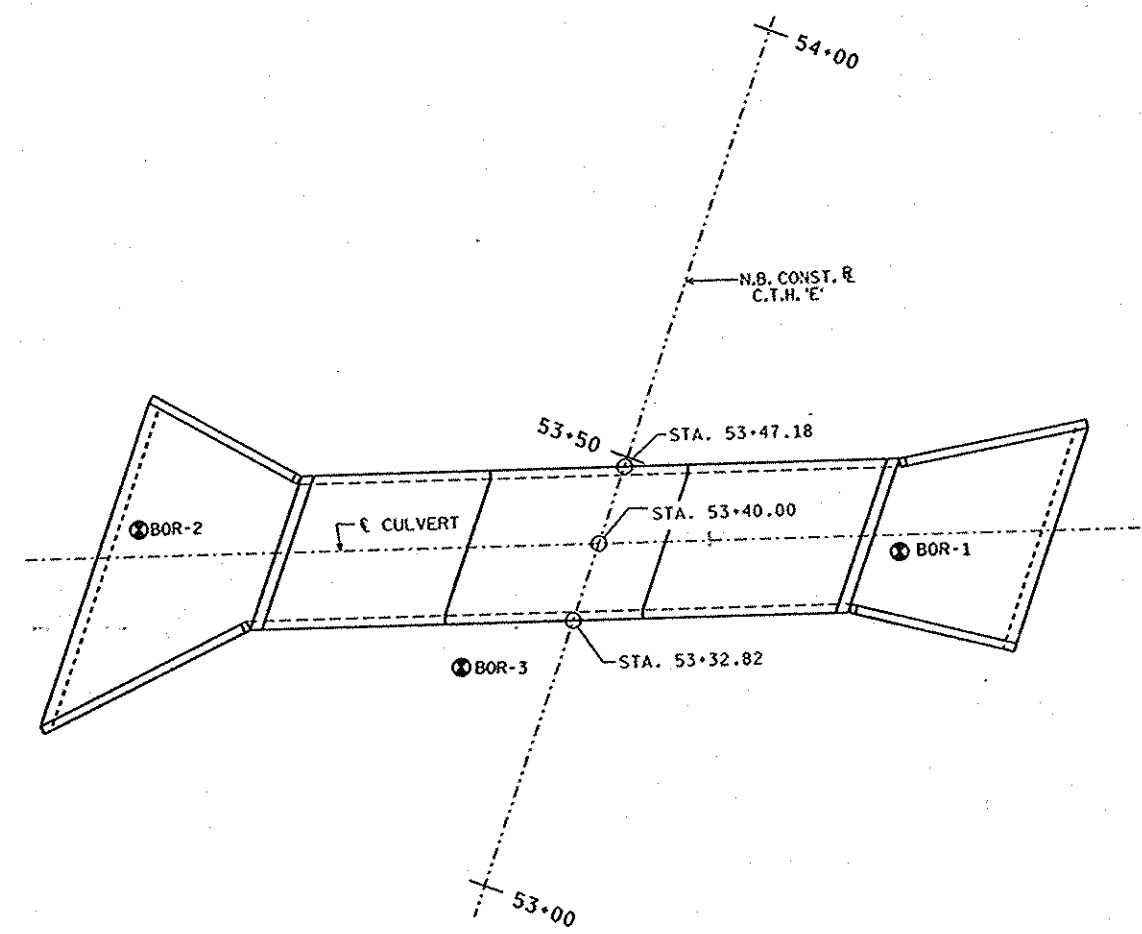 54+00
N.B. CONST. R̲L̲
C.T.H. 'E'
53+50
STA. 53+47.18
℄ CULVERT
STA. 53+40.00
BOR-2
BOR-1
BOR-3
STA. 53+32.82
53+00